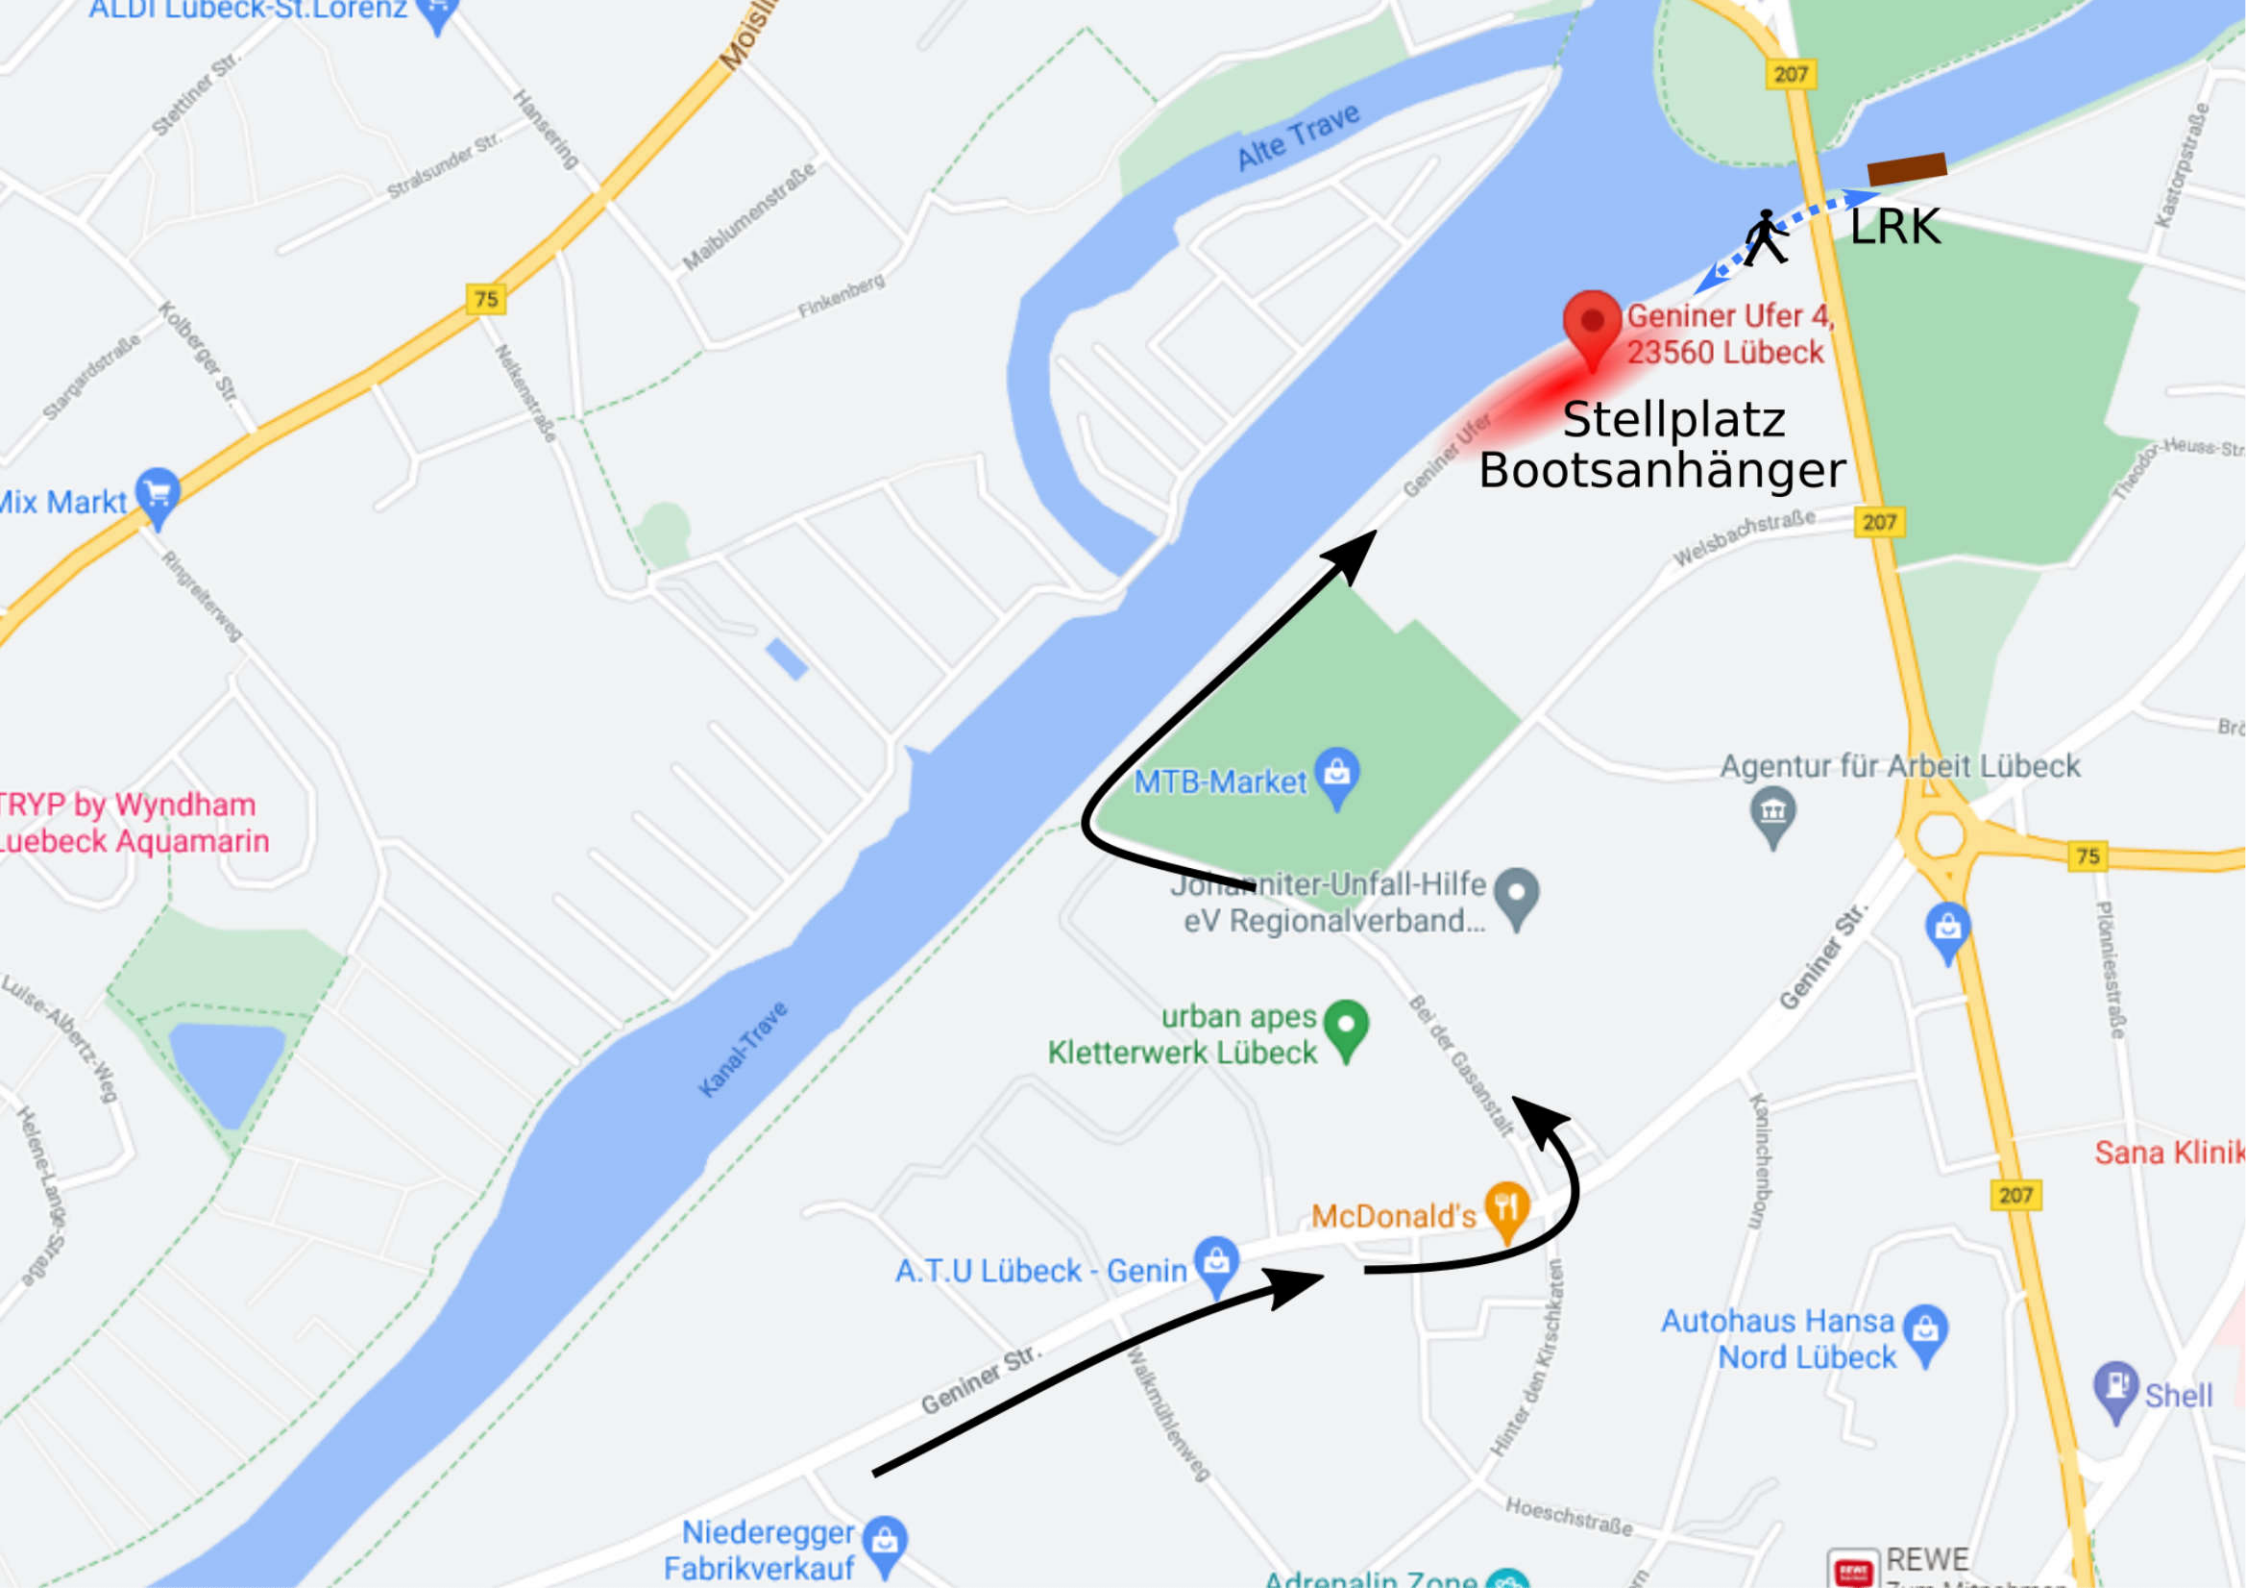 ALDI Lübeck-St.Lorenz
Stettiner Str.
Hansering
Stralsunder Str.
Alte Trave
207
Kastorpstraße
Maiblumenstraße
LRK
75
Finkenberg
Kolberger Str.
Stargardstraße
Nelkenstraße
Geniner Ufer 4,
23560 Lübeck
Stellplatz
Bootsanhänger
Geniner Ufer
Theodor-Heuss-Str
Mix Markt
Welsbachstraße
207
Ringreiterweg
MTB-Market
Agentur für Arbeit Lübeck
TRYP by Wyndham
Luebeck Aquamarin
75
Johanniter-Unfall-Hilfe
eV Regionalverband...
Geniner Str.
Plönniesstraße
Luise-Albertz-Weg
urban apes
Kletterwerk Lübeck
Bei der Gasanstalt
Kanal-Trave
Kaninchenborn
Helene-Lange-Straße
Sana Klinik
207
McDonald's
A.T.U Lübeck - Genin
Hinter den Kirschkaten
Autohaus Hansa
Nord Lübeck
Geniner Str.
Walkmühlenweg
Shell
Hoeschstraße
Niederegger
Fabrikverkauf
REWE
REWE
Adrenalin Zone